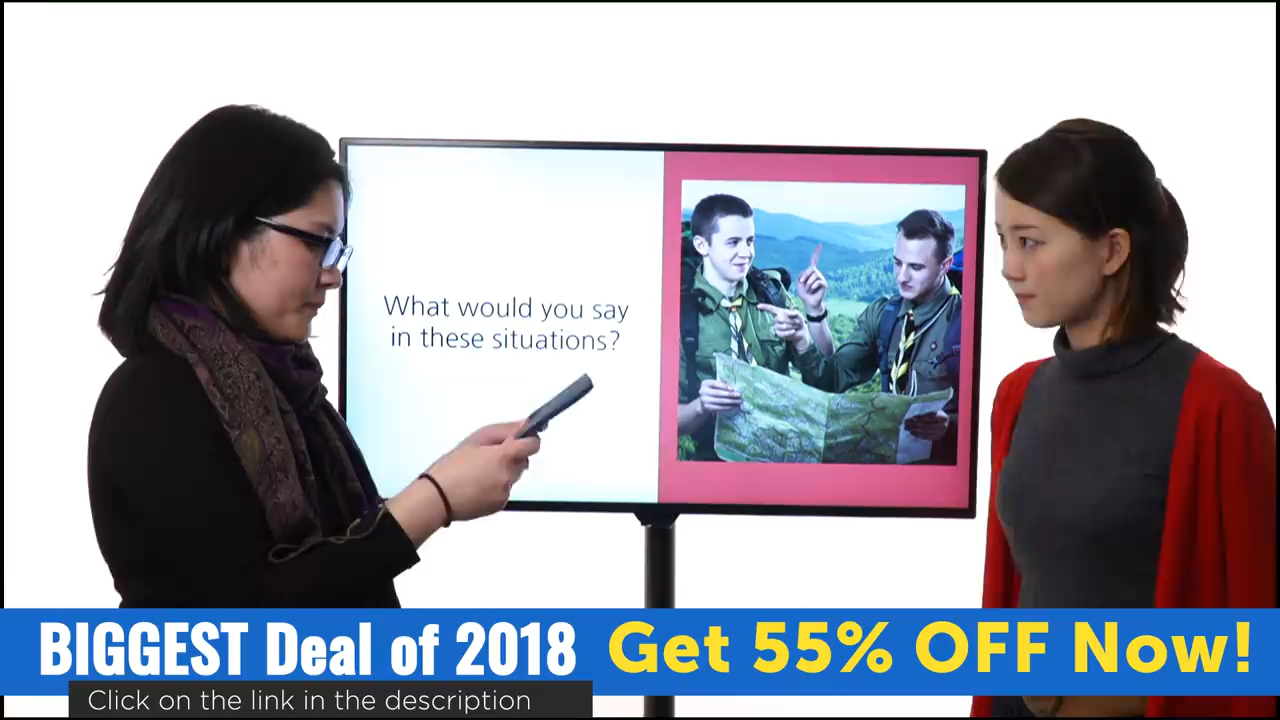 What would you say
in these situations?
BIGGEST Deal of 2018 Get 55% OFF Now!
Click on the link in the description